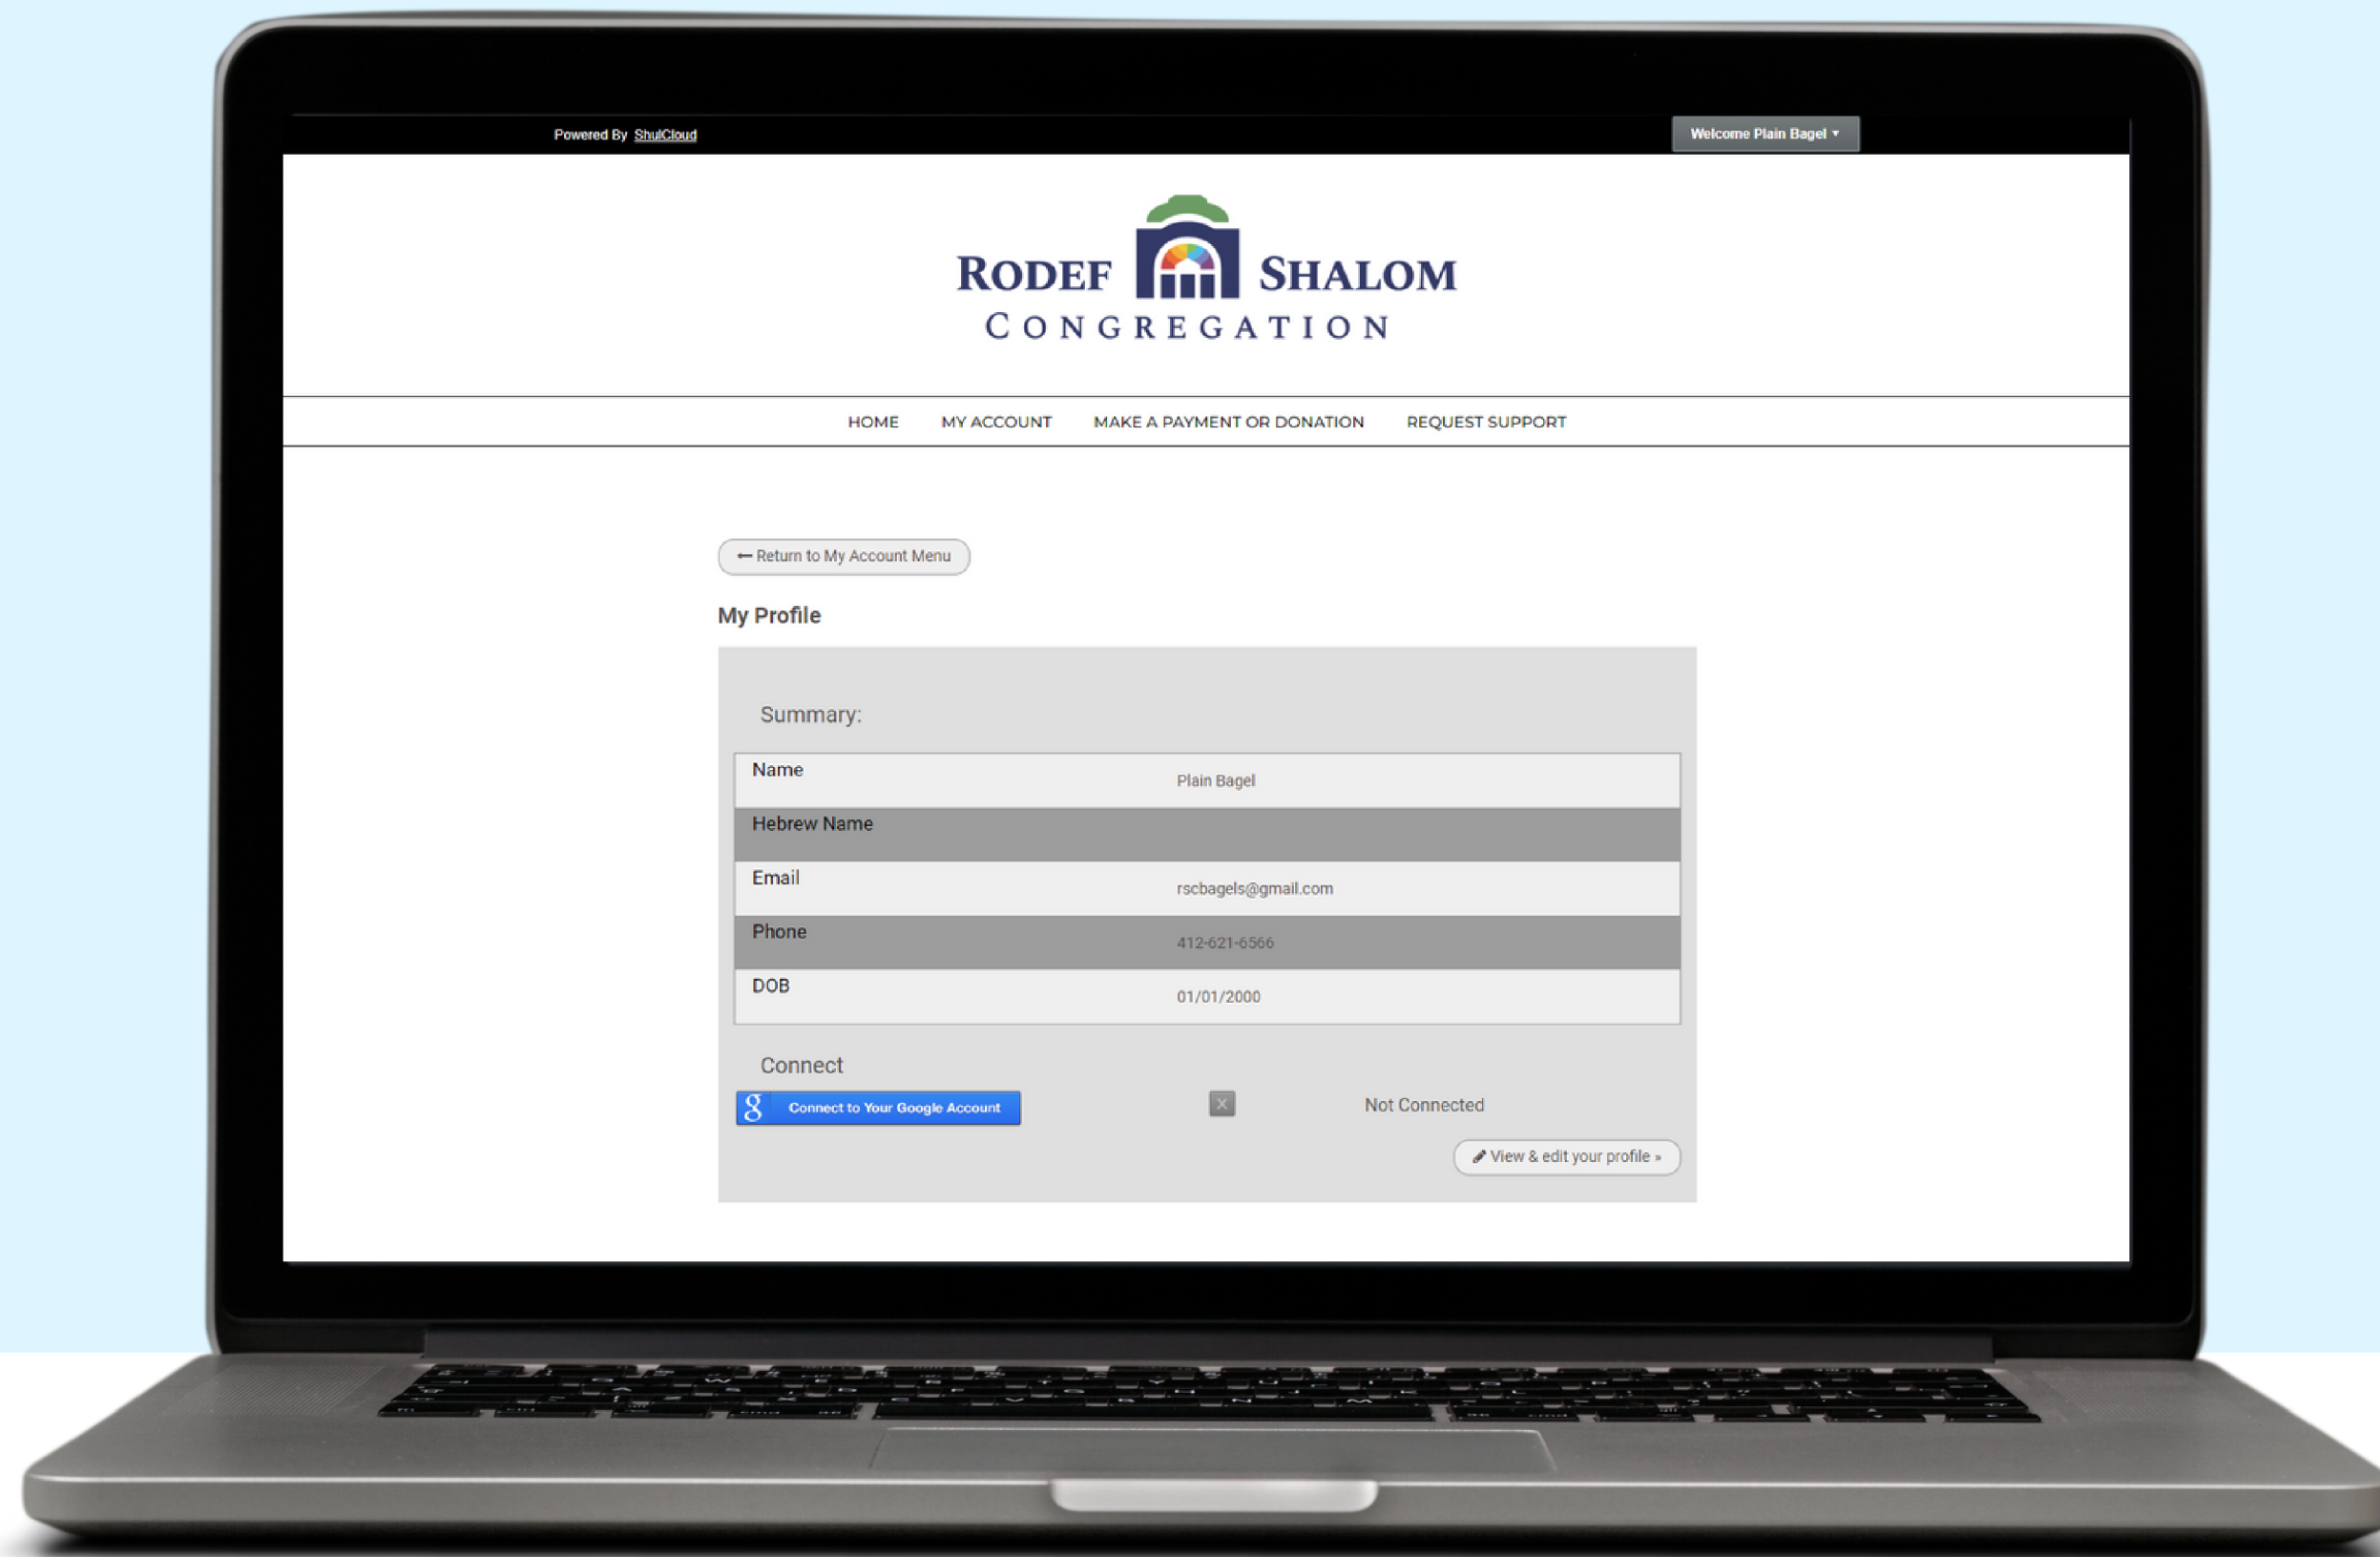 Powered By ShulCloud
Welcome Plain Bagel ▾
RODEF SHALOM
CONGREGATION
HOME MY ACCOUNT MAKE A PAYMENT OR DONATION REQUEST SUPPORT
← Return to My Account Menu
My Profile
Summary:
Name Plain Bagel
Hebrew Name
Email rscbagels@gmail.com
Phone 412-621-6566
DOB 01/01/2000
Connect
g Connect to Your Google Account X Not Connected
View & edit your profile »